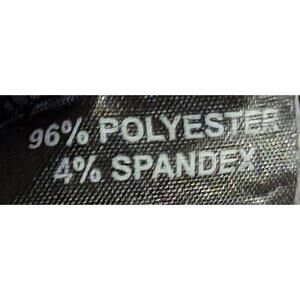 96% POLYESTER
4% SPANDEX